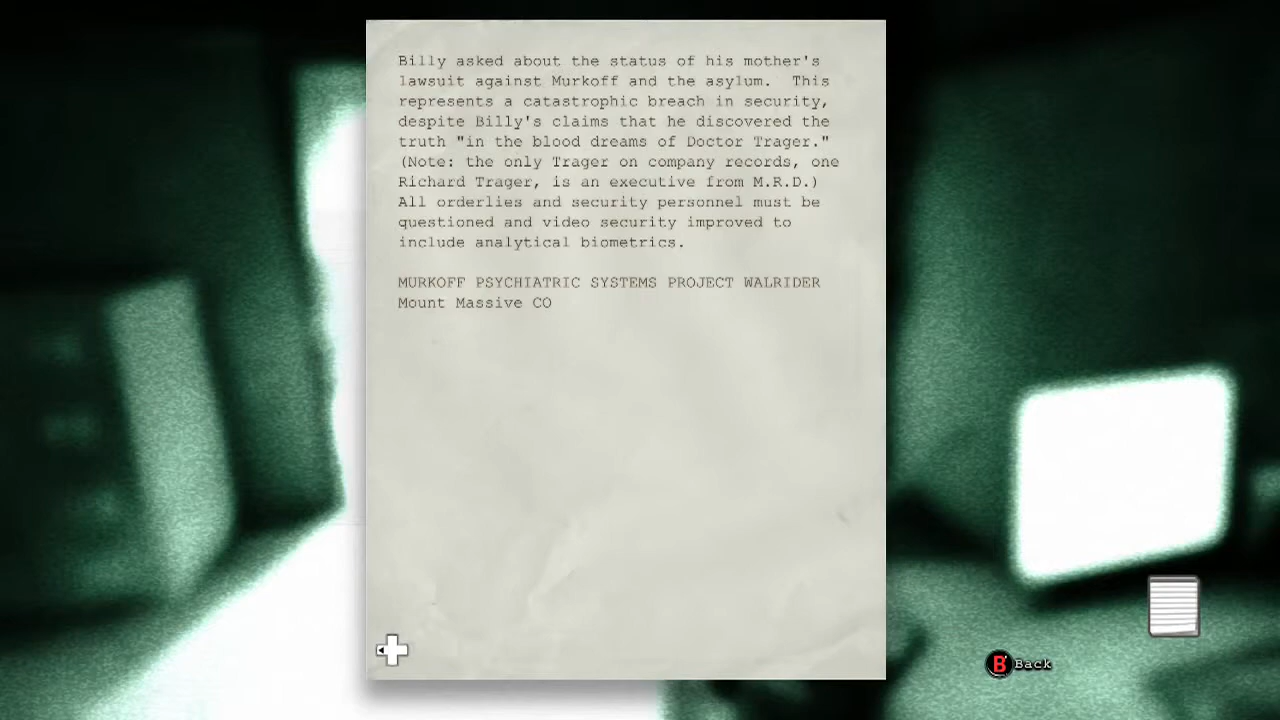 Billy asked about the status of his mother's
lawsuit against Murkoff and the asylum.  This
represents a catastrophic breach in security,
despite Billy's claims that he discovered the
truth "in the blood dreams of Doctor Trager."
(Note: the only Trager on company records, one
Richard Trager, is an executive from M.R.D.)
All orderlies and security personnel must be
questioned and video security improved to
include analytical biometrics.
MURKOFF PSYCHIATRIC SYSTEMS PROJECT WALRIDER
Mount Massive CO
B Back